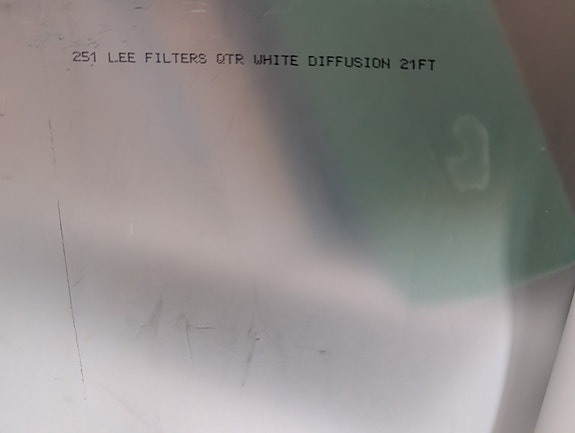 251 LEE FILTERS QTR WHITE DIFFUSION 21FT